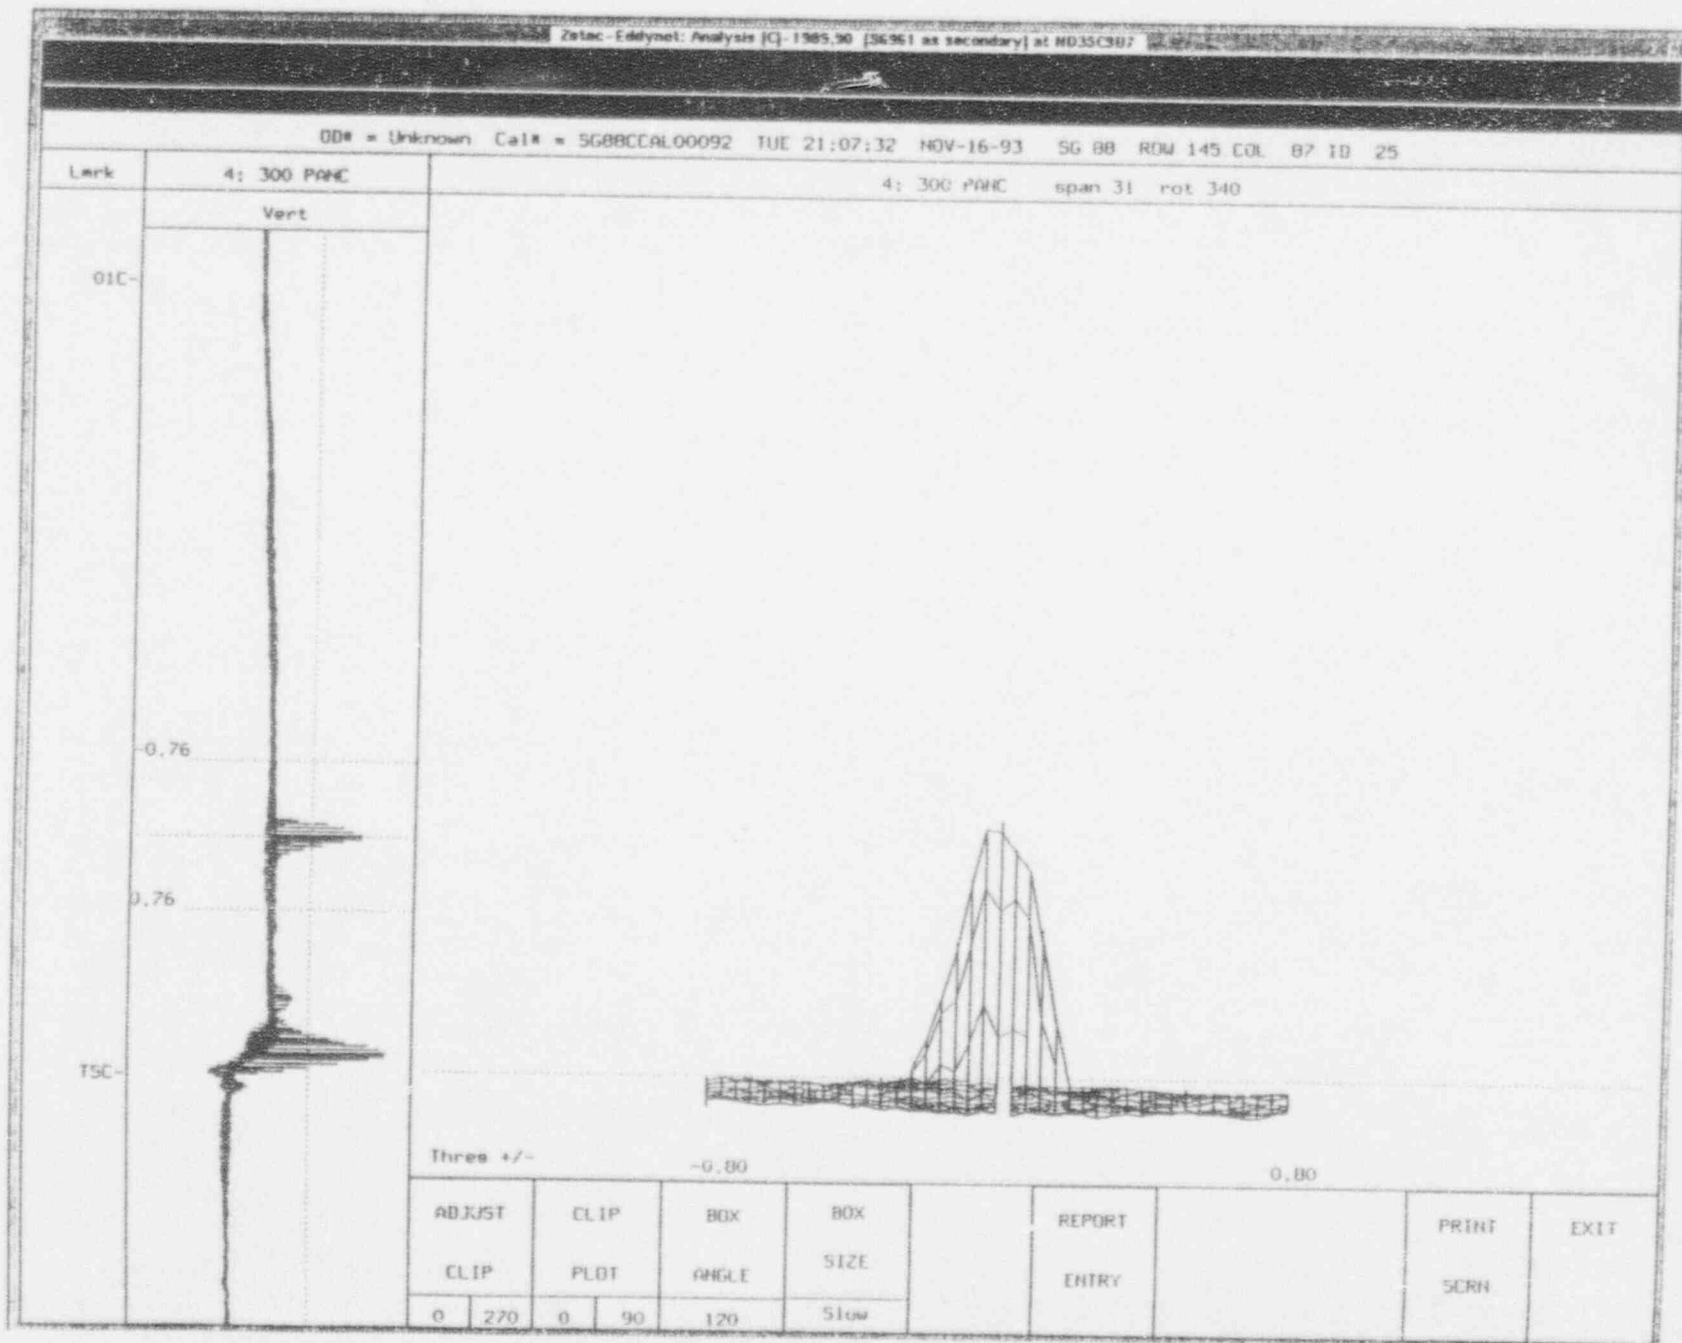 Zetec-Eddynet: Analysis (C)-1985,90 [S6961 as secondary] at
OD# = Unknown Cal# = SG88CCAL00092 TUE 21:07:32 NOV-16-93 SG 88 ROW 145 COL 87 ID 25
Lmrk 4: 300 PANC 4: 300 PANC span 31 rot 340
Vert
01C-
-0.76
0.76
TSC-
Thres +/- -0.80 0.80
ADJUST CLIP BOX BOX REPORT PRINT EXIT
CLIP PLOT ANGLE SIZE ENTRY SCRN
0 270 0 90 120 Slow